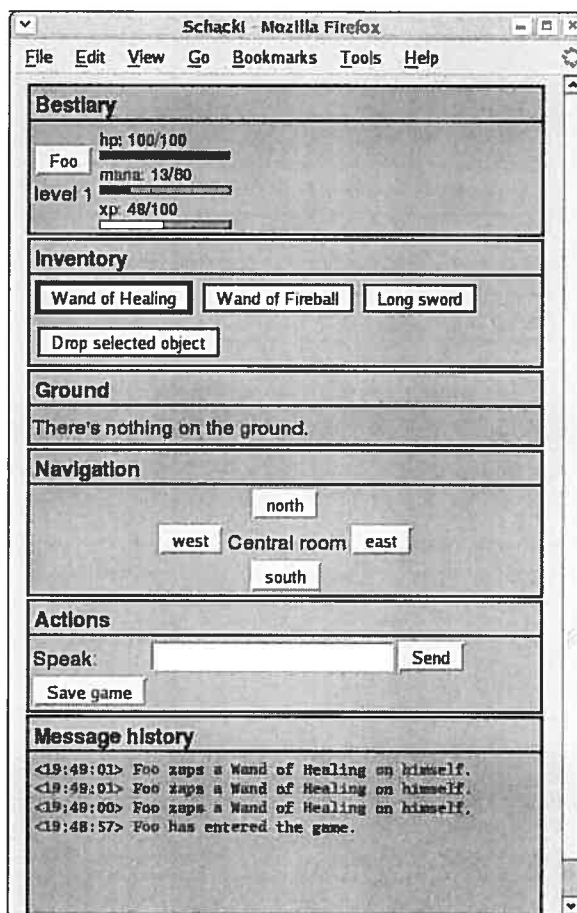 Schacki - Mozilla Firefox
File Edit View Go Bookmarks Tools Help
Bestiary
hp: 100/100
Foo
mana: 13/60
level 1
xp: 48/100
Inventory
Wand of Healing Wand of Fireball Long sword
Drop selected object
Ground
There's nothing on the ground.
Navigation
north
west Central room east
south
Actions
Speak: Send
Save game
Message history
<19:49:01> Foo zaps a Wand of Healing on himself.
<19:49:01> Foo zaps a Wand of Healing on himself.
<19:49:00> Foo zaps a Wand of Healing on himself.
<19:48:57> Foo has entered the game.